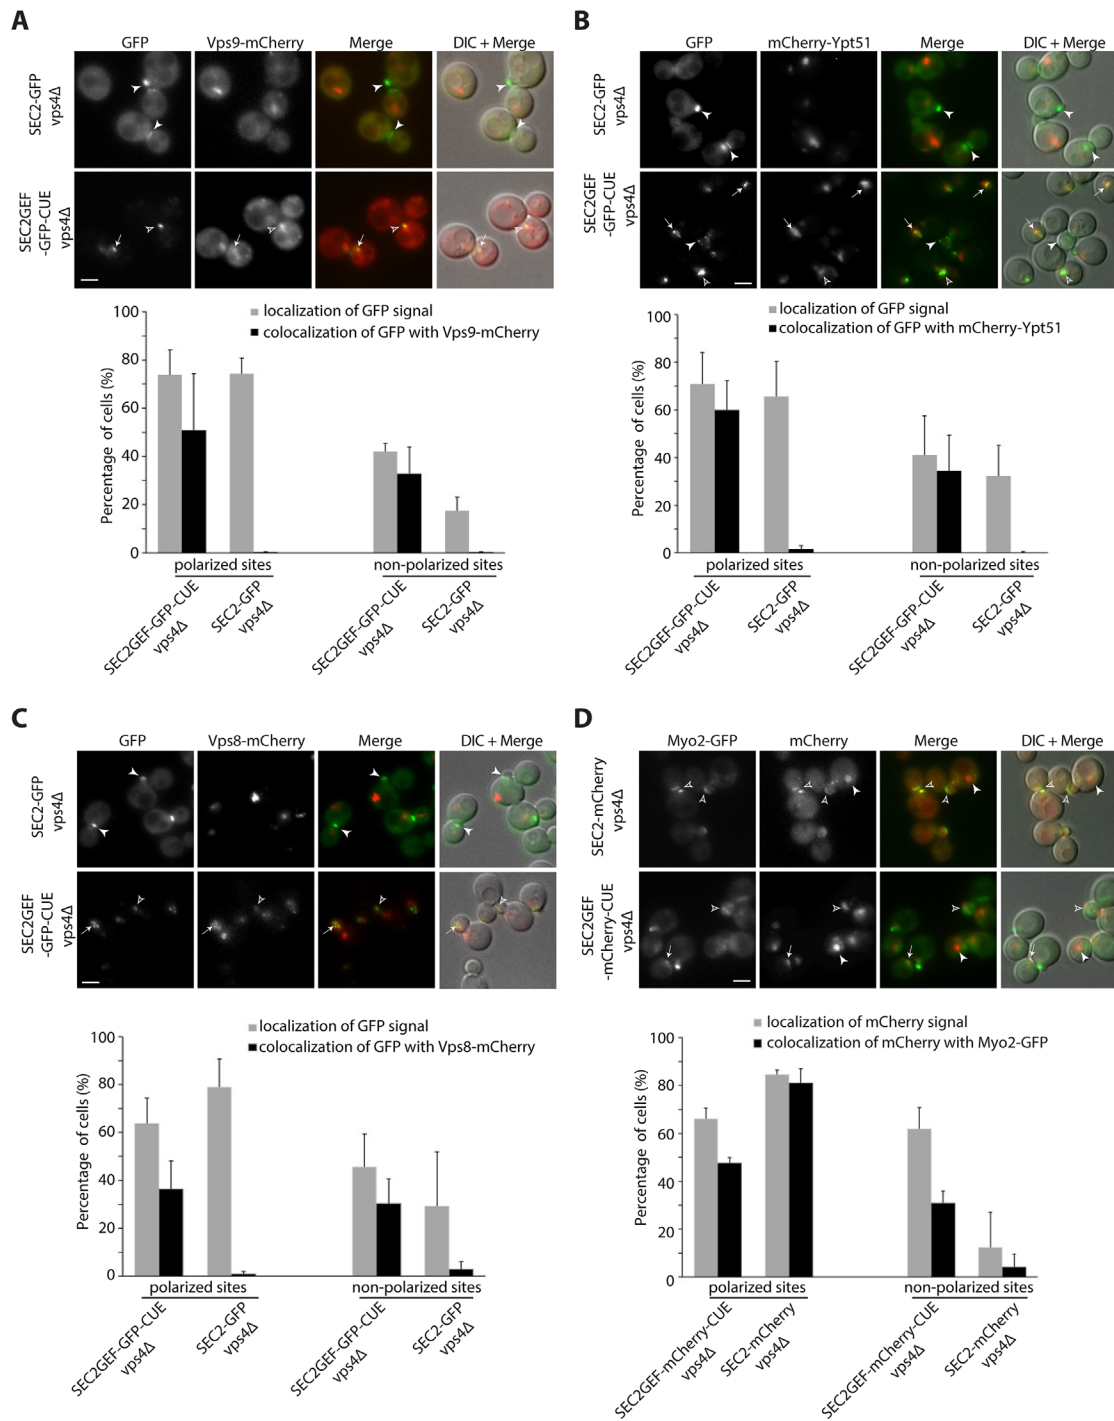 A
GFP
Vps9-mCherry
Merge
DIC + Merge
SEC2-GFP
vps4Δ
SEC2GEF
-GFP-CUE
vps4Δ
localization of GFP signal
colocalization of GFP with Vps9-mCherry
Percentage of cells (%)
100
80
60
40
20
0
polarized sites
non-polarized sites
SEC2GEF-GFP-CUE
vps4Δ
SEC2-GFP
vps4Δ
SEC2GEF-GFP-CUE
vps4Δ
SEC2-GFP
vps4Δ
B
GFP
mCherry-Ypt51
Merge
DIC + Merge
SEC2-GFP
vps4Δ
SEC2GEF
-GFP-CUE
vps4Δ
localization of GFP signal
colocalization of GFP with mCherry-Ypt51
Percentage of cells (%)
100
80
60
40
20
0
polarized sites
non-polarized sites
SEC2GEF-GFP-CUE
vps4Δ
SEC2-GFP
vps4Δ
SEC2GEF-GFP-CUE
vps4Δ
SEC2-GFP
vps4Δ
C
GFP
Vps8-mCherry
Merge
DIC + Merge
SEC2-GFP
vps4Δ
SEC2GEF
-GFP-CUE
vps4Δ
localization of GFP signal
colocalization of GFP with Vps8-mCherry
Percentage of cells (%)
100
80
60
40
20
0
polarized sites
non-polarized sites
SEC2GEF-GFP-CUE
vps4Δ
SEC2-GFP
vps4Δ
SEC2GEF-GFP-CUE
vps4Δ
SEC2-GFP
vps4Δ
D
Myo2-GFP
mCherry
Merge
DIC + Merge
SEC2-mCherry
vps4Δ
SEC2GEF
-mCherry-CUE
vps4Δ
localization of mCherry signal
colocalization of mCherry with Myo2-GFP
Percentage of cells (%)
100
80
60
40
20
0
polarized sites
non-polarized sites
SEC2GEF-mCherry-CUE
vps4Δ
SEC2-mCherry
vps4Δ
SEC2GEF-mCherry-CUE
vps4Δ
SEC2-mCherry
vps4Δ